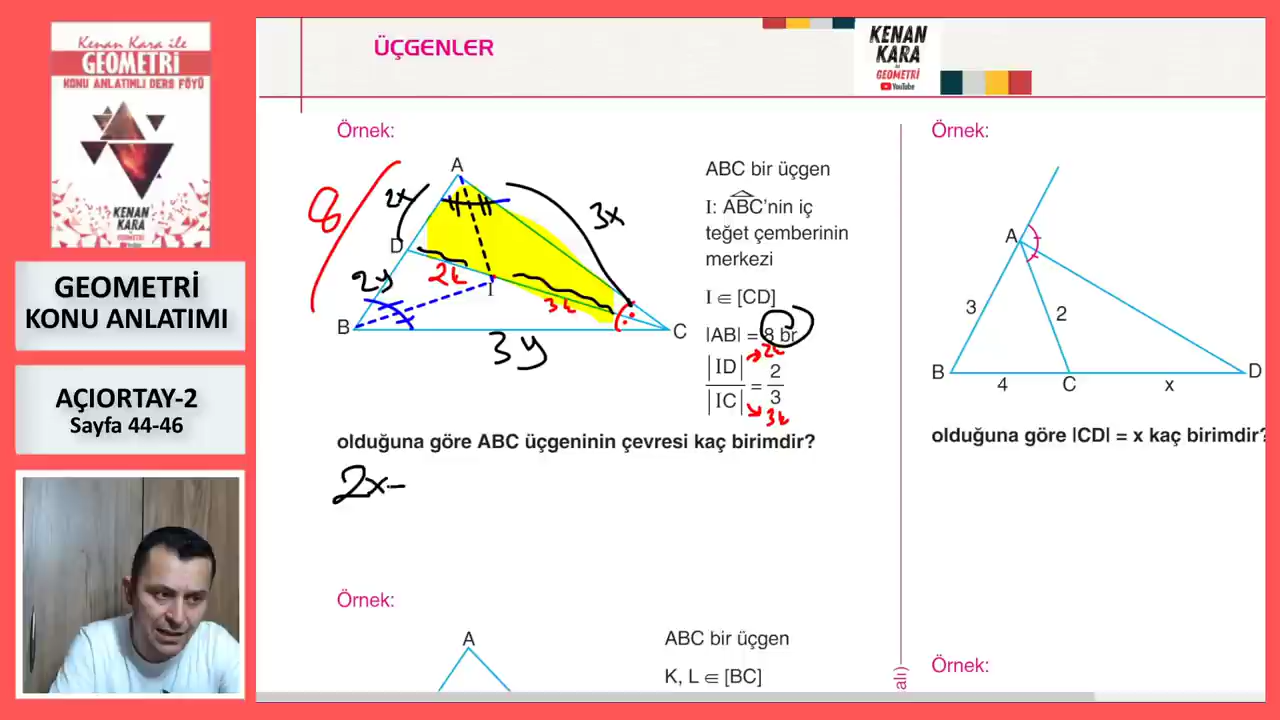 Kenan Kara ile
GEOMETRİ
KONU ANLATIMLI DERS FÖYÜ
KENAN
KARA
GEOMETRİ
KONU ANLATIMI
AÇIORTAY-2
Sayfa 44-46
ÜÇGENLER
KENAN
KARA
ile
GEOMETRİ
YouTube
Örnek:
A
2x
3x
8
D
2y
2k
I
3k
B
C
3y
ABC bir üçgen
I: ABC'nin iç
teğet çemberinin
merkezi
I ∈ [CD]
|AB| = 8 br
|ID| → 2k
|IC| → 3k
= 2
3
olduğuna göre ABC üçgeninin çevresi kaç birimdir?
2x-
Örnek:
A
ABC bir üçgen
K, L ∈ [BC]
Örnek:
A
3
2
B
4
C
x
D
olduğuna göre |CD| = x kaç birimdir?
Örnek:
alı)